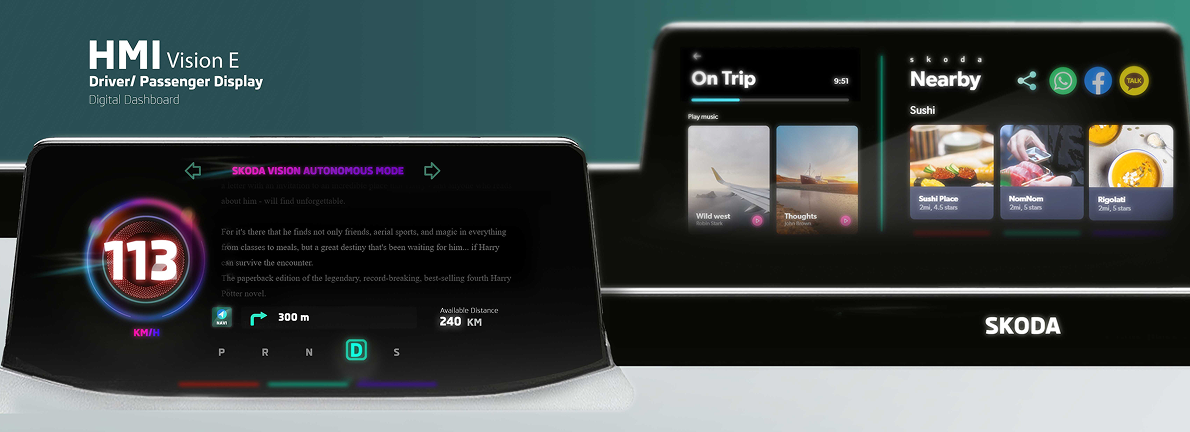 HMI Vision E
Driver/ Passenger Display
Digital Dashboard
SKODA VISION AUTONOMOUS MODE
about him - will find unforgettable.
For it's there that he finds not only friends, aerial sports, and magic in everything
from classes to meals, but a great destiny that's been waiting for him... if Harry
can survive the encounter.
The paperback edition of the legendary, record-breaking, best-selling fourth Harry
Potter novel.
113
KM/H
NAVI
300 m
Available Distance
240 KM
P R N D S
On Trip
9:51
Play music
Wild west
Robin Stark
Thoughts
John Brown
skoda
Nearby
TALK
Sushi
Sushi Place
2mi, 4.5 stars
NomNom
2mi, 5 stars
Rigolati
2mi, 5 stars
SKODA